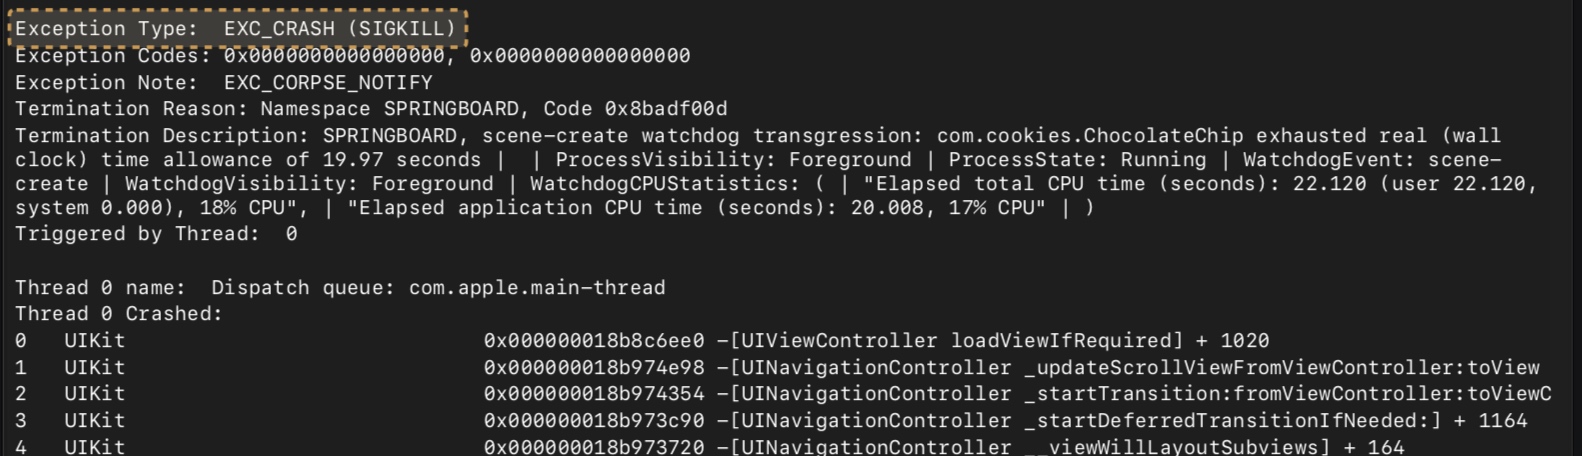 Exception Type:  EXC_CRASH (SIGKILL)
Exception Codes: 0x0000000000000000, 0x0000000000000000
Exception Note:  EXC_CORPSE_NOTIFY
Termination Reason: Namespace SPRINGBOARD, Code 0x8badf00d
Termination Description: SPRINGBOARD, scene-create watchdog transgression: com.cookies.ChocolateChip exhausted real (wall
clock) time allowance of 19.97 seconds |  | ProcessVisibility: Foreground | ProcessState: Running | WatchdogEvent: scene-
create | WatchdogVisibility: Foreground | WatchdogCPUStatistics: ( | "Elapsed total CPU time (seconds): 22.120 (user 22.120,
system 0.000), 18% CPU", | "Elapsed application CPU time (seconds): 20.008, 17% CPU" | )
Triggered by Thread:  0
Thread 0 name:  Dispatch queue: com.apple.main-thread
Thread 0 Crashed:
0   UIKit                             0x000000018b8c6ee0 -[UIViewController loadViewIfRequired] + 1020
1   UIKit                             0x000000018b974e98 -[UINavigationController _updateScrollViewFromViewController:toView
2   UIKit                             0x000000018b974354 -[UINavigationController _startTransition:fromViewController:toViewC
3   UIKit                             0x000000018b973c90 -[UINavigationController _startDeferredTransitionIfNeeded:] + 1164
4   UIKit                             0x000000018b973720 -[UINavigationController __viewWillLayoutSubviews] + 164